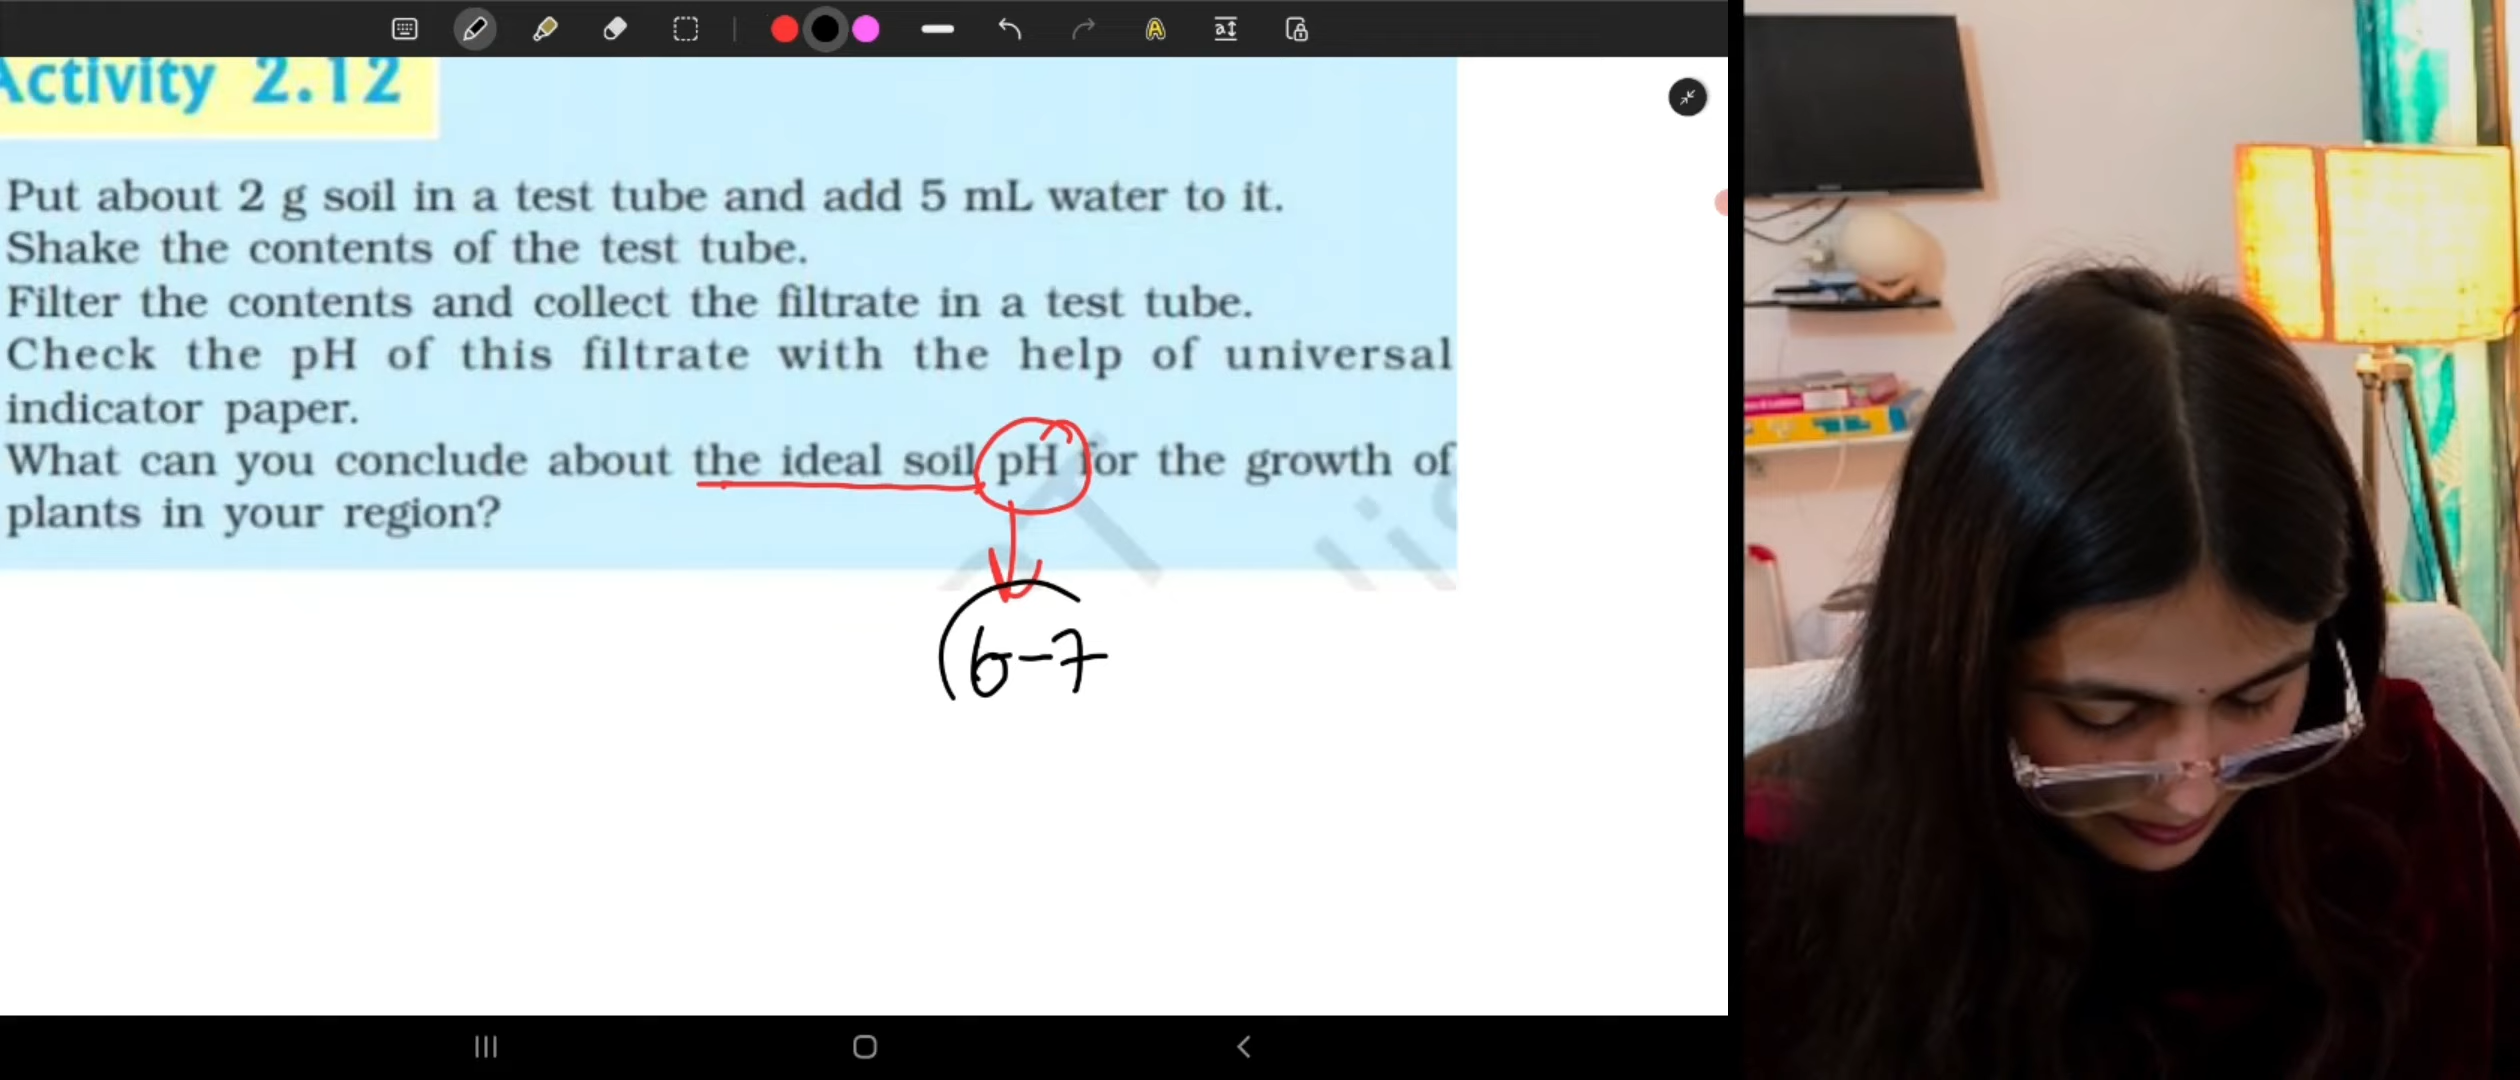 Activity 2.12
Put about 2 g soil in a test tube and add 5 mL water to it.
Shake the contents of the test tube.
Filter the contents and collect the filtrate in a test tube.
Check the pH of this filtrate with the help of universal
indicator paper.
What can you conclude about the ideal soil pH for the growth of
plants in your region?
(6-7